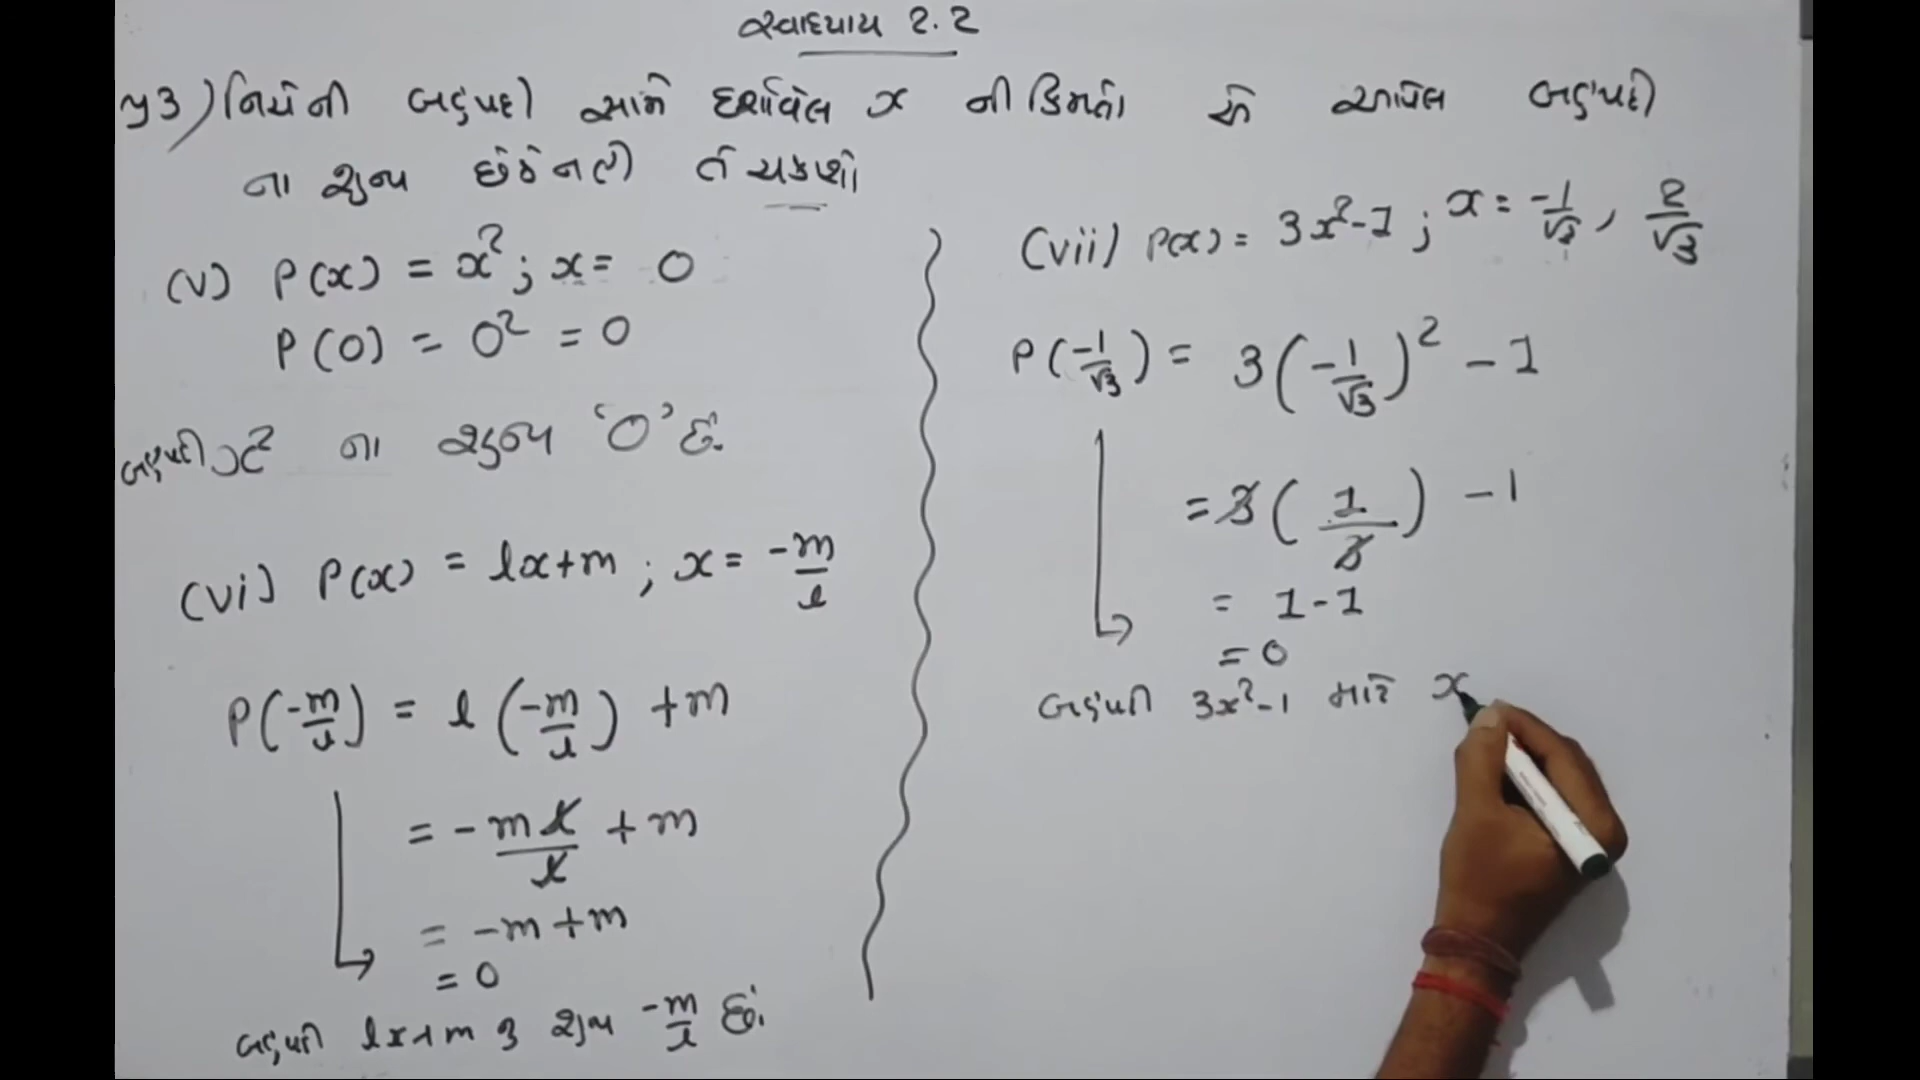 સ્વાધ્યાય 2.2
પ્ર૩) નિચેની બહુપદી સામે દર્શાવેલ x ની કિંમતો એ આપેલ બહુપદી
ના શુન્ય છે કે નહી તે ચકાશો
(v) P(x) = x² ; x = 0
P(0) = 0² = 0
બહુપદી x² ના શુન્ય ‘0’ છે.
(vi) P(x) = lx+m ; x = -m/l
P(-m/l) = l (-m/l) + m
= -ml/l + m
= -m+m
= 0
બહુપદી lx+m નું શુન્ય -m/l છે.
(vii) P(x) = 3x²-1 ; x = -1/√3 , 2/√3
P(-1/√3) = 3(-1/√3)² - 1
= 3(1/3) - 1
= 1-1
= 0
બહુપદી 3x²-1 માટે x